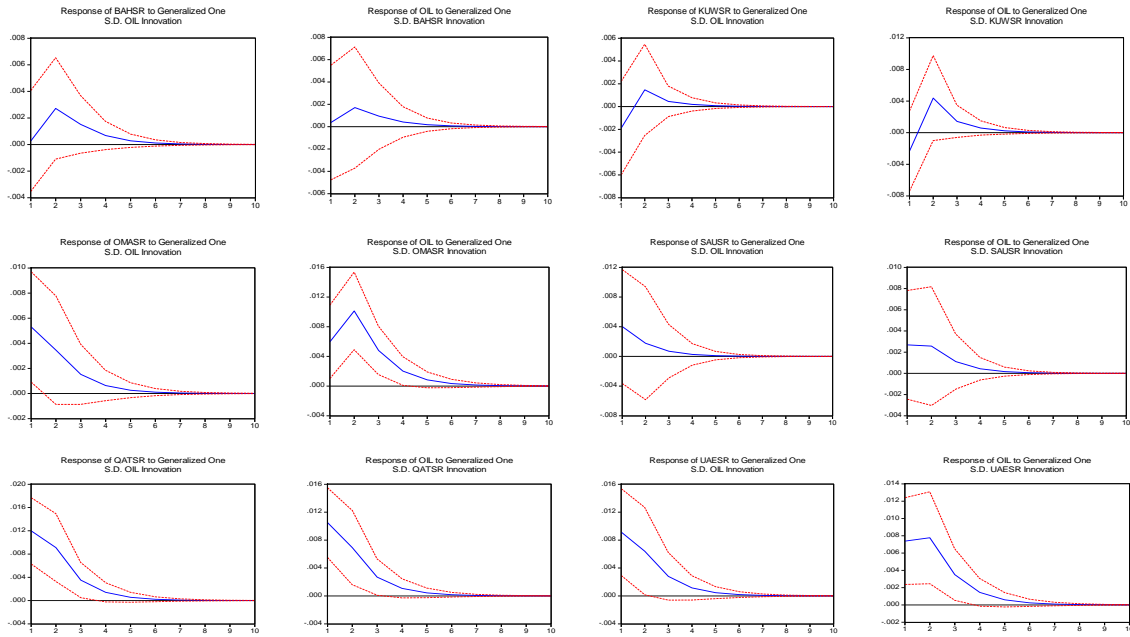 Response of BAHSR to Generalized One
S.D. OIL Innovation
.008
.006
.004
.002
.000
-.002
-.004
1 2 3 4 5 6 7 8 9 10
Response of OIL to Generalized One
S.D. BAHSR Innovation
.008
.006
.004
.002
.000
-.002
-.004
-.006
1 2 3 4 5 6 7 8 9 10
Response of KUWSR to Generalized One
S.D. OIL Innovation
.006
.004
.002
.000
-.002
-.004
-.006
-.008
1 2 3 4 5 6 7 8 9 10
Response of OIL to Generalized One
S.D. KUWSR Innovation
.012
.008
.004
.000
-.004
-.008
1 2 3 4 5 6 7 8 9 10
Response of OMASR to Generalized One
S.D. OIL Innovation
.010
.008
.006
.004
.002
.000
-.002
1 2 3 4 5 6 7 8 9 10
Response of OIL to Generalized One
S.D. OMASR Innovation
.016
.012
.008
.004
.000
-.004
1 2 3 4 5 6 7 8 9 10
Response of SAUSR to Generalized One
S.D. OIL Innovation
.012
.008
.004
.000
-.004
-.008
1 2 3 4 5 6 7 8 9 10
Response of OIL to Generalized One
S.D. SAUSR Innovation
.010
.008
.006
.004
.002
.000
-.002
-.004
1 2 3 4 5 6 7 8 9 10
Response of QATSR to Generalized One
S.D. OIL Innovation
.020
.016
.012
.008
.004
.000
-.004
1 2 3 4 5 6 7 8 9 10
Response of OIL to Generalized One
S.D. QATSR Innovation
.016
.012
.008
.004
.000
-.004
1 2 3 4 5 6 7 8 9 10
Response of UAESR to Generalized One
S.D. OIL Innovation
.016
.012
.008
.004
.000
-.004
1 2 3 4 5 6 7 8 9 10
Response of OIL to Generalized One
S.D. UAESR Innovation
.014
.012
.010
.008
.006
.004
.002
.000
-.002
1 2 3 4 5 6 7 8 9 10